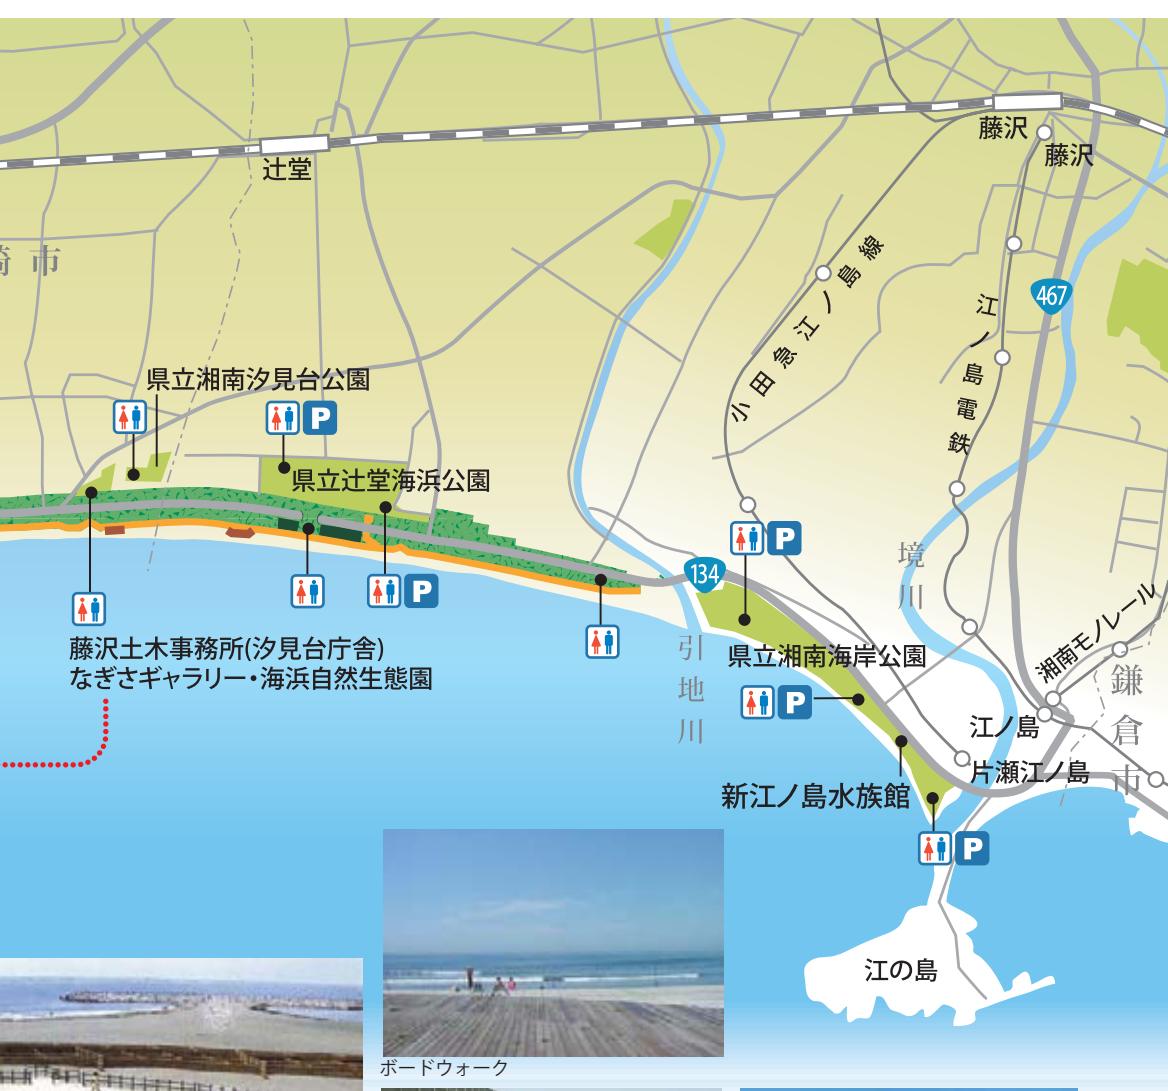 藤沢
藤沢
辻堂
崎市
小田急江ノ島線
江ノ島電鉄
467
県立湘南汐見台公園
P
県立辻堂海浜公園
P
P
134
境川
藤沢土木事務所(汐見台庁舎)
なぎさギャラリー・海浜自然生態園
引地川
県立湘南海岸公園
P
湘南モノレール
鎌倉市
江ノ島
片瀬江ノ島
新江ノ島水族館
P
江の島
ボードウォーク